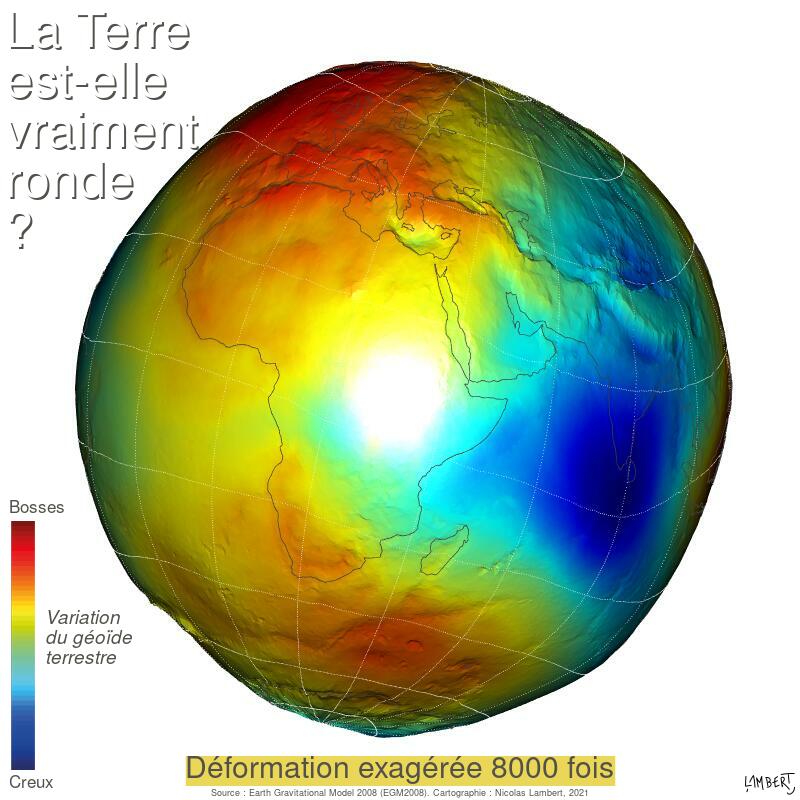 La Terre
est-elle
vraiment
ronde
?
Bosses
Variation
du géoïde
terrestre
Creux
Déformation exagérée 8000 fois
Source : Earth Gravitational Model 2008 (EGM2008). Cartographie : Nicolas Lambert, 2021
LAMBERT